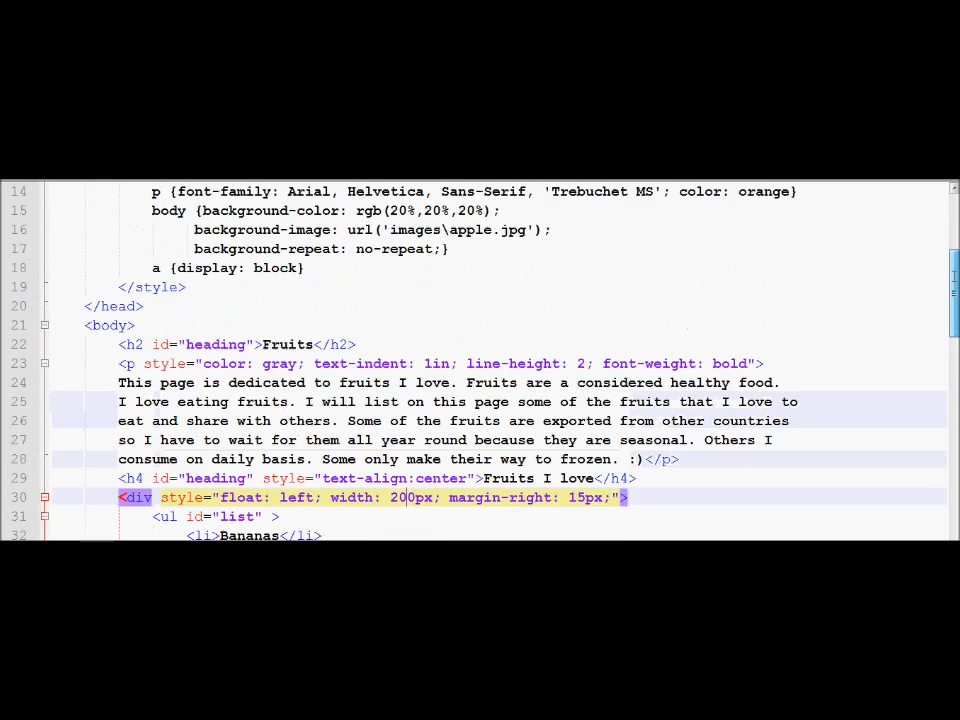 14 p {font-family: Arial, Helvetica, Sans-Serif, 'Trebuchet MS'; color: orange}
15 body {background-color: rgb(20%,20%,20%);
16 background-image: url('images\apple.jpg');
17 background-repeat: no-repeat;}
18 a {display: block}
19 </style>
20 </head>
21 <body>
22 <h2 id="heading">Fruits</h2>
23 <p style="color: gray; text-indent: 1in; line-height: 2; font-weight: bold">
24 This page is dedicated to fruits I love. Fruits are a considered healthy food.
25 I love eating fruits. I will list on this page some of the fruits that I love to
26 eat and share with others. Some of the fruits are exported from other countries
27 so I have to wait for them all year round because they are seasonal. Others I
28 consume on daily basis. Some only make their way to frozen. :)</p>
29 <h4 id="heading" style="text-align:center">Fruits I love</h4>
30 <div style="float: left; width: 200px; margin-right: 15px;">
31 <ul id="list" >
32 <li>Bananas</li>